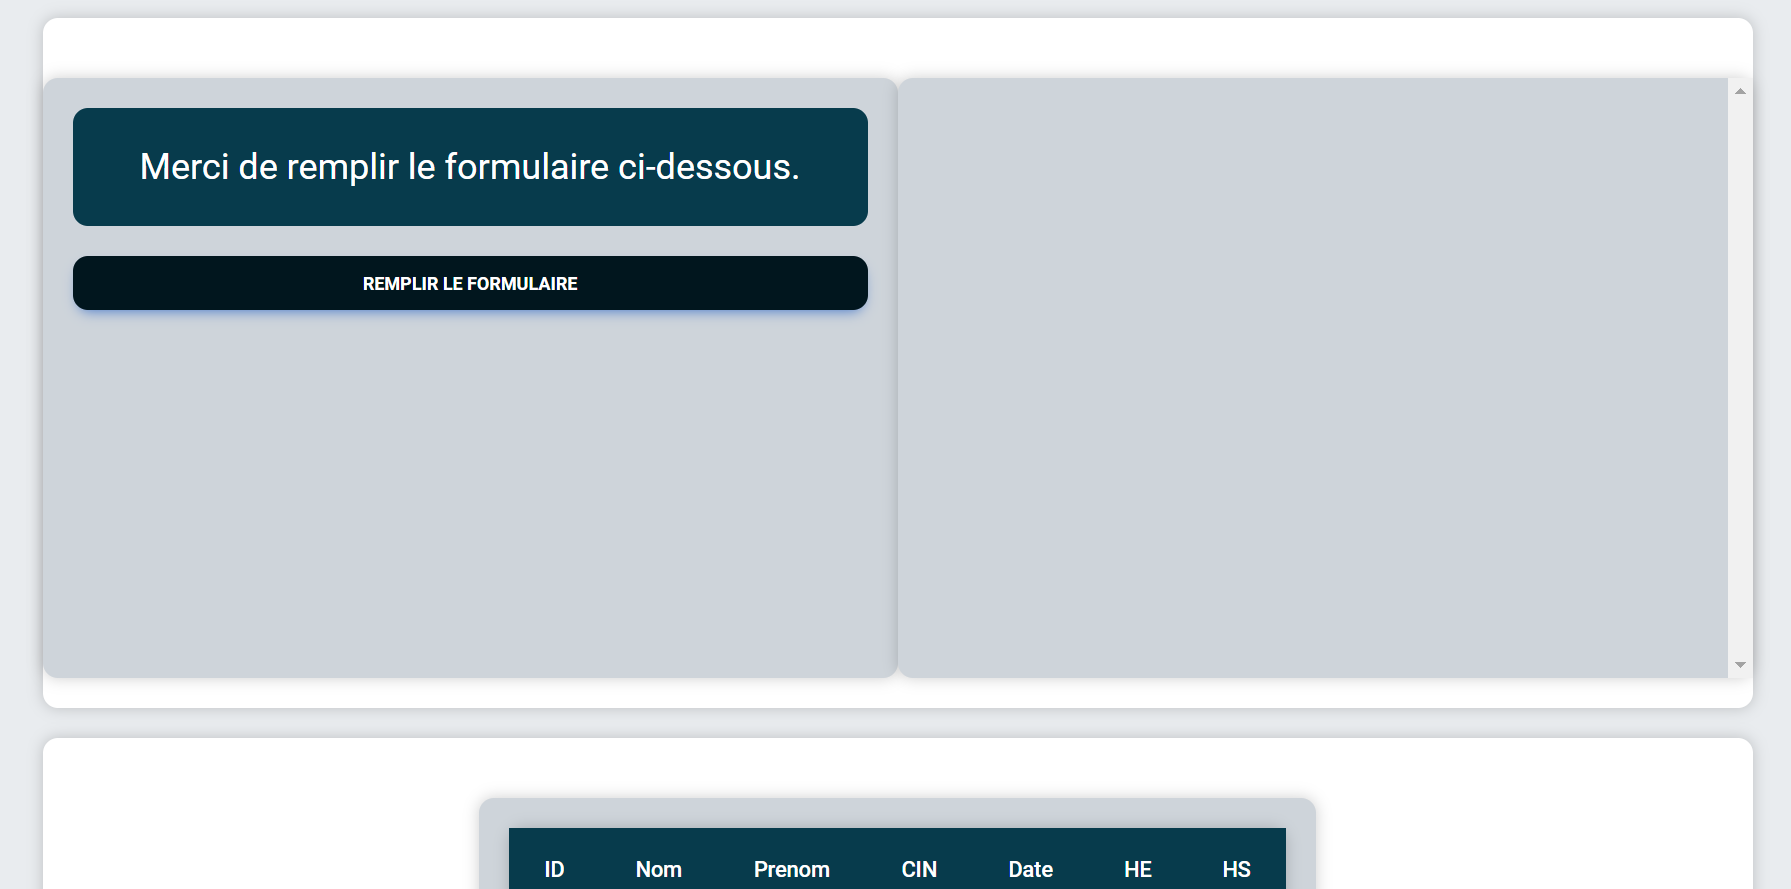 Merci de remplir le formulaire ci-dessous.
REMPLIR LE FORMULAIRE
ID Nom Prenom CIN Date HE HS